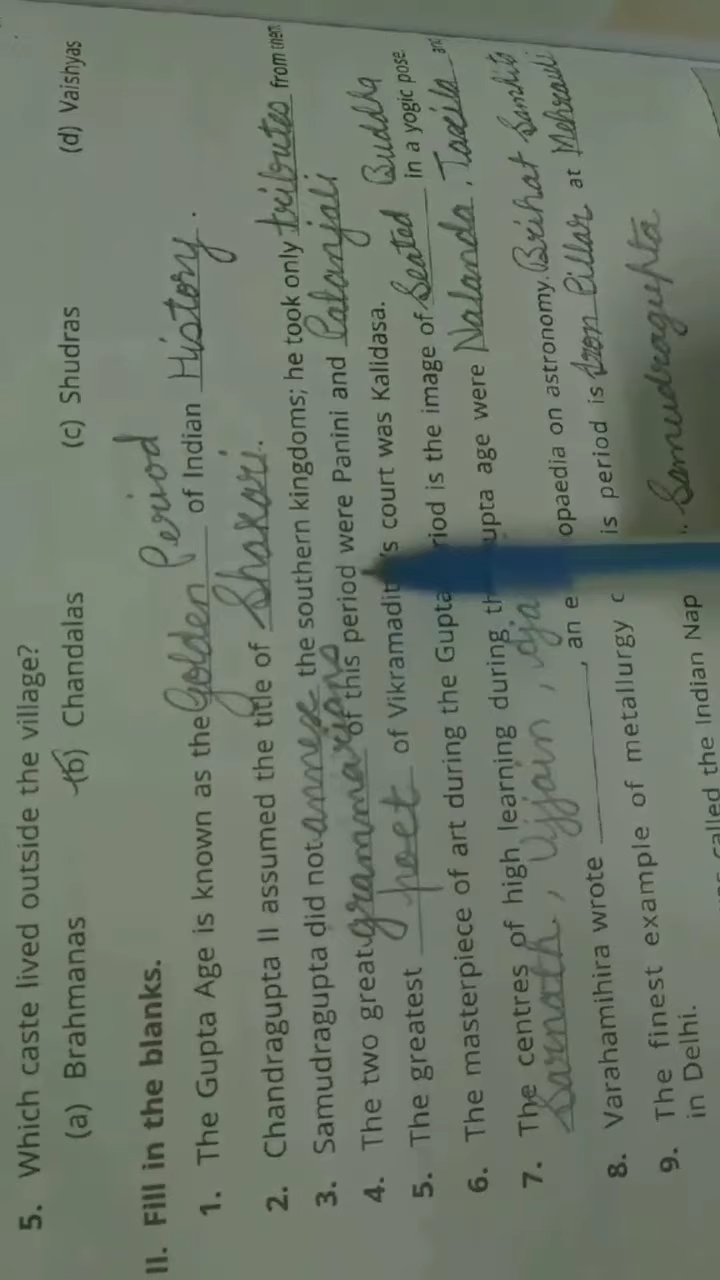 5. Which caste lived outside the village?
(a) Brahmanas (b) Chandalas (c) Shudras (d) Vaishyas
II. Fill in the blanks.
Period
1. The Gupta Age is known as the Golden of Indian History.
2. Chandragupta II assumed the title of Shakari.
3. Samudragupta did not annex the southern kingdoms; he took only tributes from them
4. The two great grammarians of this period were Panini and Patanjali
5. The greatest poet of Vikramadit 's court was Kalidasa.
Buddha
6. The masterpiece of art during the Gupta riod is the image of Seated in a yogic pose.
7. The centres of high learning during th upta age were Nalanda, Taxila and
Sarnath, Ujjain, Aja
8. Varahamihira wrote , an e opaedia on astronomy. Brihat Samhita
9. The finest example of metallurgy is period is Iron Pillar at Mehrauli
in Delhi.
called the Indian Nap Samudragupta